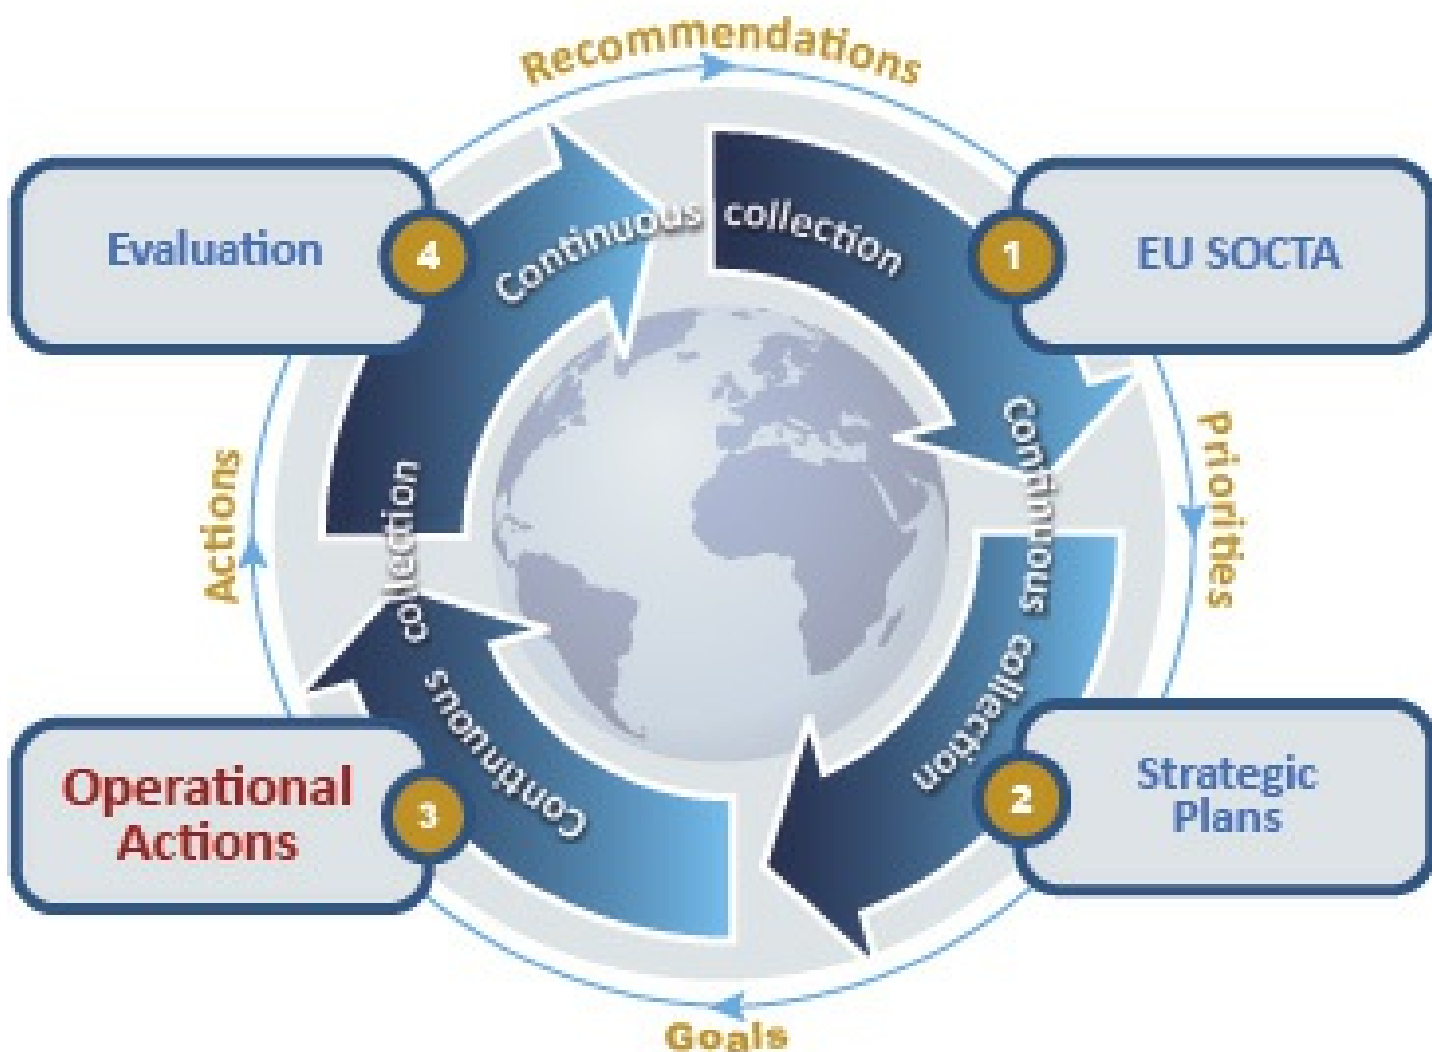 Recommendations
Evaluation
4
Continuous collection
1
EU SOCTA
Priorities
Continuous collection
2
Strategic
Plans
Goals
Operational
Actions
3
Continuous collection
Actions